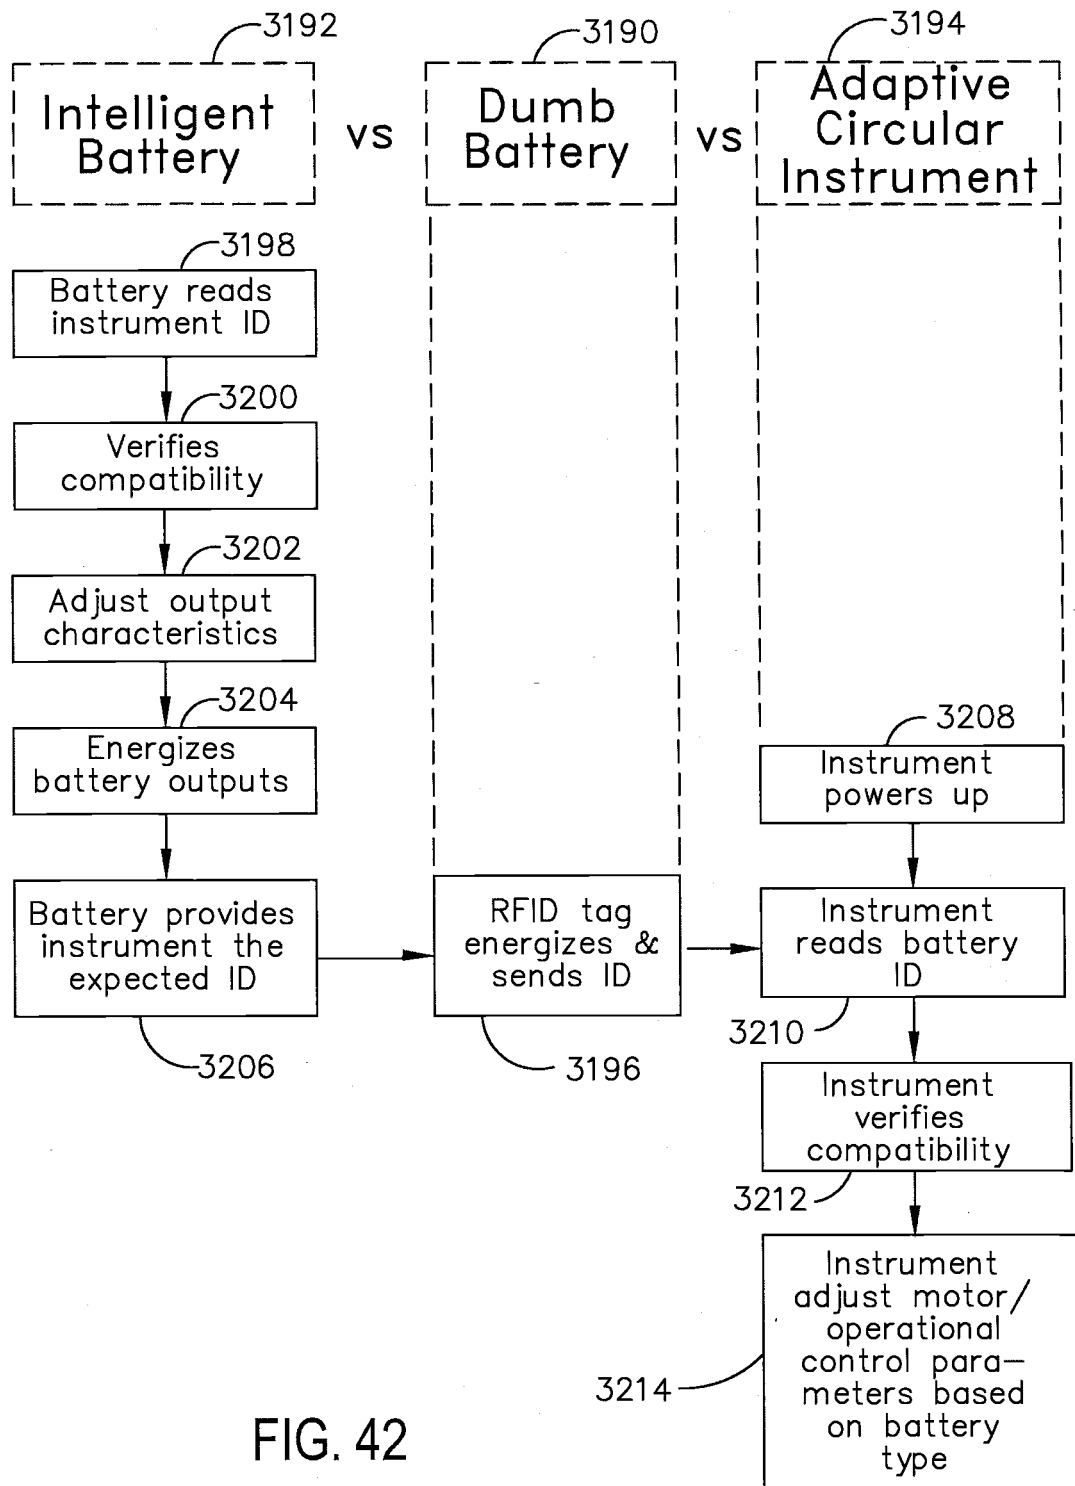 3192
3190
3194
Intelligent
Battery
vs
Dumb
Battery
vs
Adaptive
Circular
Instrument
3198
Battery reads
instrument ID
3200
Verifies
compatibility
3202
Adjust output
characteristics
3204
Energizes
battery outputs
3208
Instrument
powers up
Battery provides
instrument the
expected ID
3206
RFID tag
energizes &
sends ID
3196
Instrument
reads battery
ID
3210
Instrument
verifies
compatibility
3212
Instrument
adjust motor/
operational
control para-
meters based
on battery
type
3214
FIG. 42